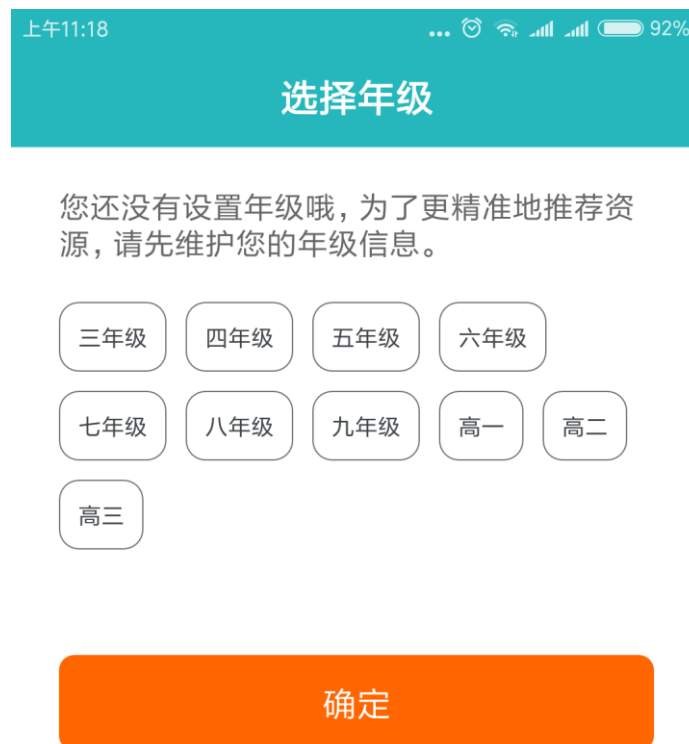 上午11:18 ... 92%
选择年级
您还没有设置年级哦，为了更精准地推荐资
源，请先维护您的年级信息。
三年级 四年级 五年级 六年级
七年级 八年级 九年级 高一 高二
高三
确定